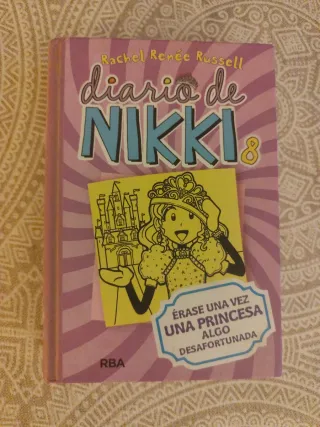 Rachel Renée Russell
diario de
NIKKI 8
ÉRASE UNA VEZ
UNA PRINCESA
ALGO
DESAFORTUNADA
RBA